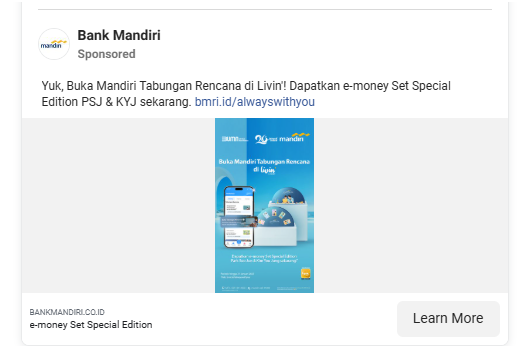 Bank Mandiri
mandiri
Sponsored
Yuk, Buka Mandiri Tabungan Rencana di Livin'! Dapatkan e-money Set Special
Edition PSJ & KYJ sekarang. bmri.id/alwayswithyou
mandiri
Buka Mandiri Tabungan Rencana
di livin'
BANKMANDIRI.CO.ID
e-money Set Special Edition
Learn More